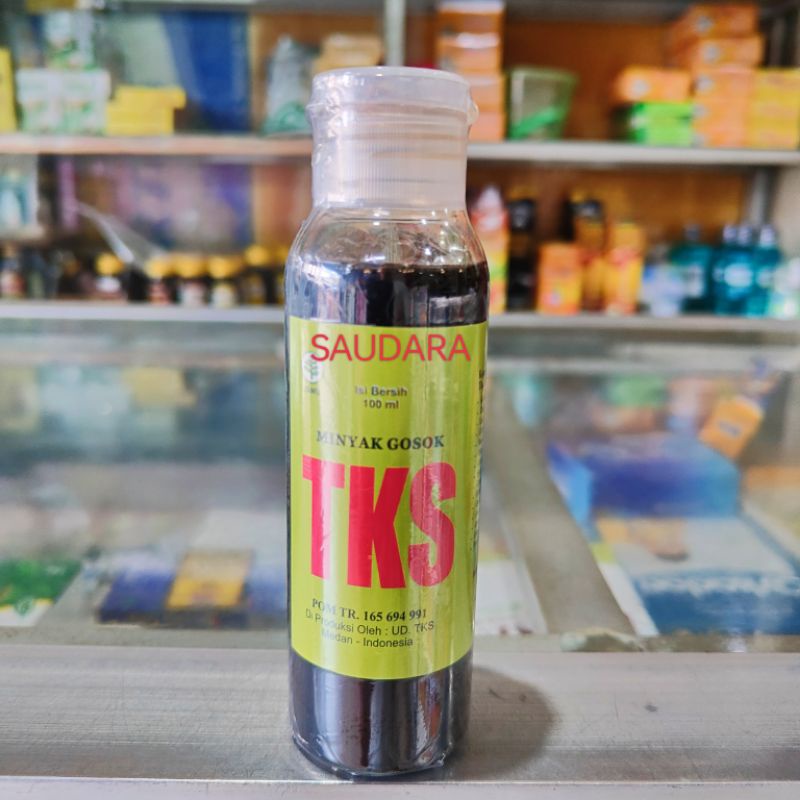 SAUDARA
Isi Bersih
100 ml
MINYAK GOSOK
TKS
POM TR. 165 694 991
Di Produksi Oleh : UD. TKS
Medan - Indonesia